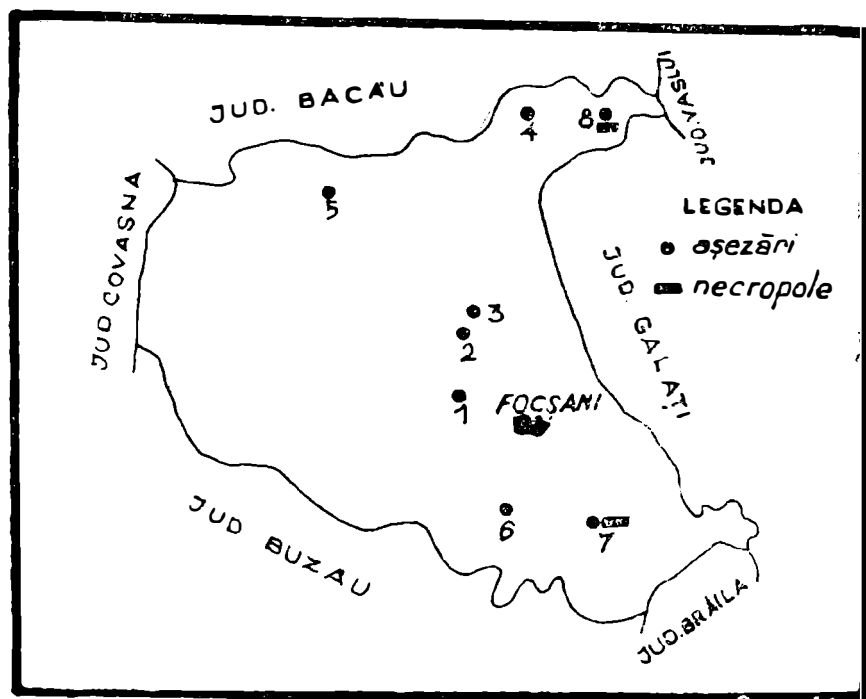 JUD. BACĂU
JUD. VASLUI
4
8
5
JUD COVASNA
LEGENDA
așezări
necropole
JUD. GALAȚI
3
2
1
FOCȘANI
6
7
JUD BUZĂU
JUD. BRĂILA